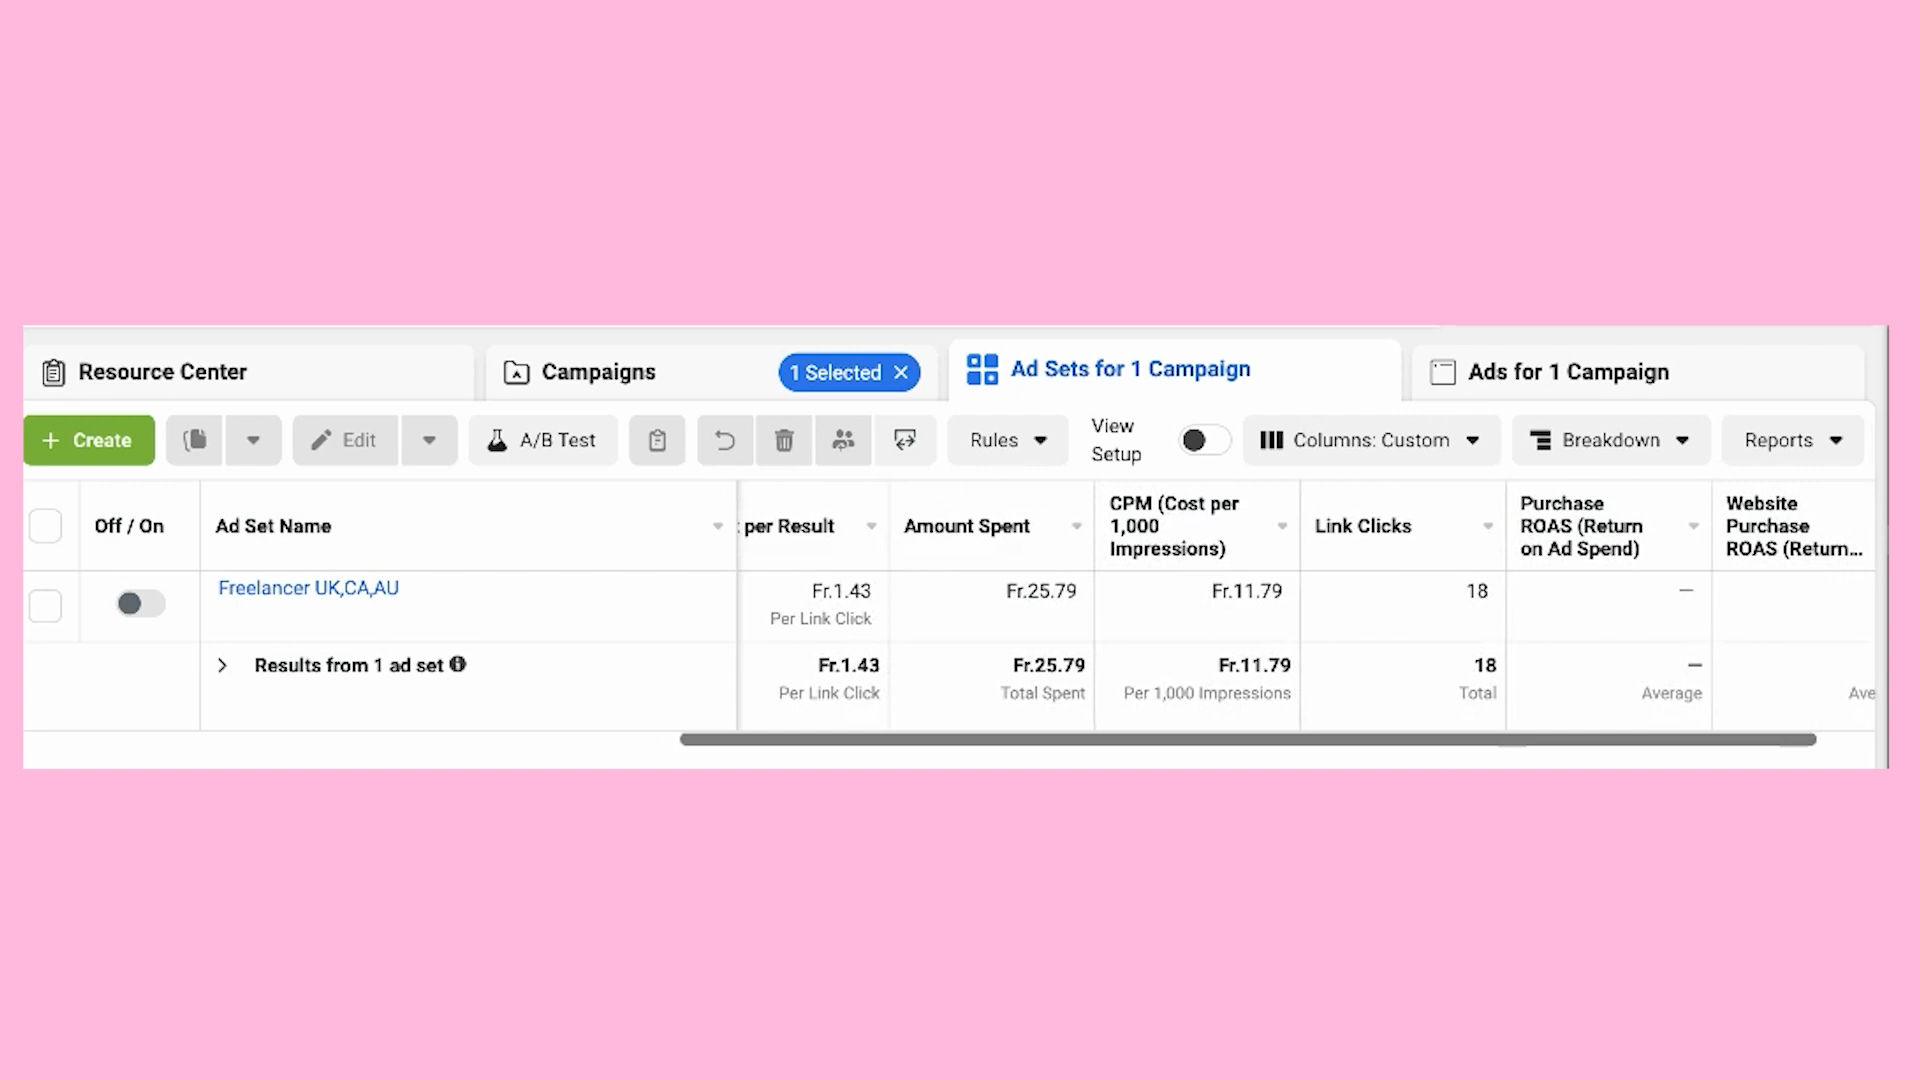 Resource Center
Campaigns
1 Selected
Ad Sets for 1 Campaign
Ads for 1 Campaign
+ Create
Edit
A/B Test
Rules
View
Setup
Columns: Custom
Breakdown
Reports
Off / On
Ad Set Name
per Result
Amount Spent
CPM (Cost per
1,000
Impressions)
Link Clicks
Purchase
ROAS (Return
on Ad Spend)
Website
Purchase
ROAS (Return...
Freelancer UK,CA,AU
Fr.1.43
Per Link Click
Fr.25.79
Fr.11.79
18
—
Results from 1 ad set
Fr.1.43
Per Link Click
Fr.25.79
Total Spent
Fr.11.79
Per 1,000 Impressions
18
Total
—
Average
Ave